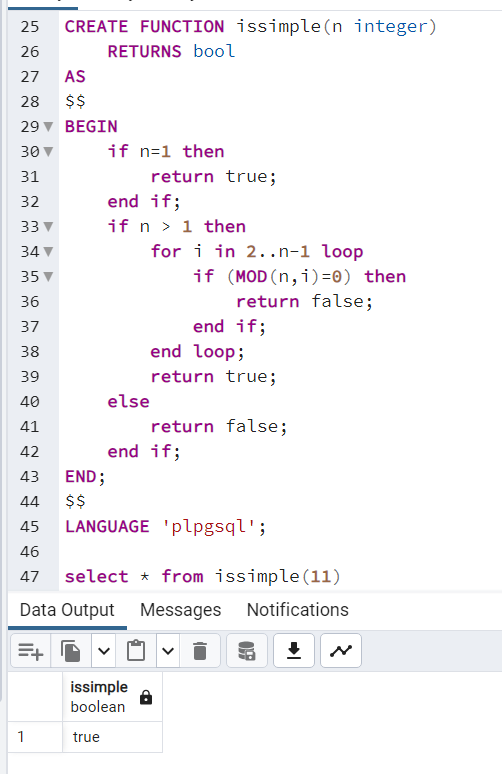 25 CREATE FUNCTION issimple(n integer)
26     RETURNS bool
27 AS
28 $$
29 BEGIN
30     if n=1 then
31         return true;
32     end if;
33     if n > 1 then
34         for i in 2..n-1 loop
35             if (MOD(n,i)=0) then
36                 return false;
37             end if;
38         end loop;
39         return true;
40     else
41         return false;
42     end if;
43 END;
44 $$
45 LANGUAGE 'plpgsql';
46
47 select * from issimple(11)
Data Output Messages Notifications
issimple
boolean
1 true